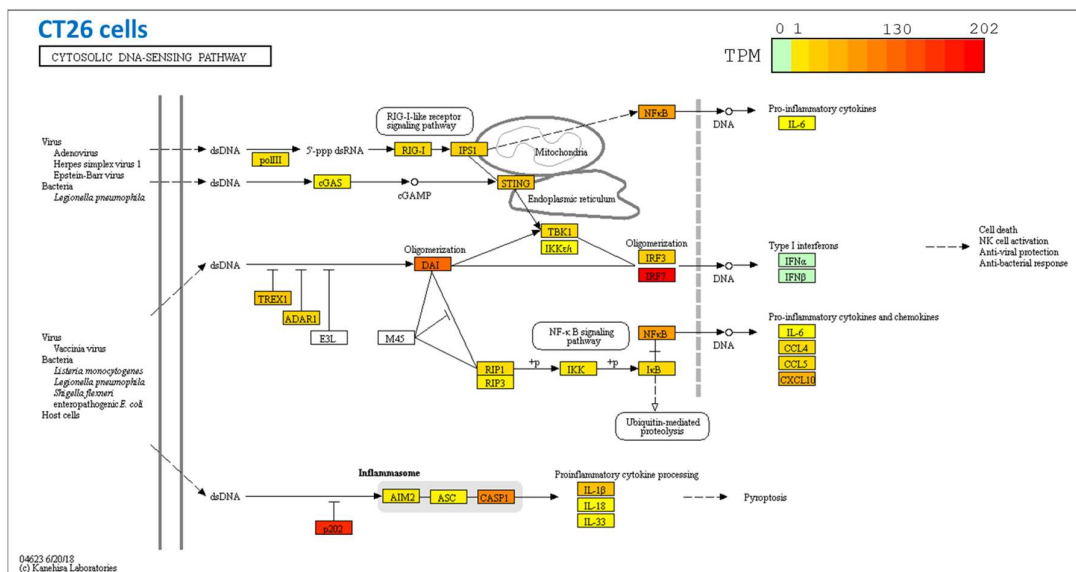 CT26 cells
CYTOSOLIC DNA-SENSING PATHWAY
0 1 130 202
TPM
RIG-I-like receptor
signaling pathway
NFκB
DNA
Pro-inflammatory cytokines
IL-6
Virus
Adenovirus
Herpes simplex virus 1
Epstein-Barr virus
Bacteria
Legionella pneumophila
dsDNA
polIII
5'-ppp dsRNA
RIG-I
IPS1
Mitochondria
dsDNA
cGAS
cGAMP
STING
Endoplasmic reticulum
TBK1
IKKε/ι
Oligomerization
dsDNA
DAI
Oligomerization
IRF3
IRF7
DNA
Type I interferons
IFNα
IFNβ
Cell death
NK cell activation
Anti-viral protection
Anti-bacterial response
TREX1
ADAR1
E3L
M45
NF-κ B signaling
pathway
NFκB
DNA
Pro-inflammatory cytokines and chemokines
IL-6
CCL4
CCL5
CXCL10
Virus
Vaccinia virus
Bacteria
Listeria monocytogenes
Legionella pneumophila
Shigella flexneri
enteropathogenic E. coli
Host cells
RIP1
RIP3
+p
IKK
+p
IκB
Ubiquitin-mediated
proteolysis
Inflammasome
dsDNA
p202
AIM2
ASC
CASP1
Proinflammatory cytokine processing
IL-1β
IL-18
IL-33
Pyroptosis
04623 6/20/18
(c) Kanehisa Laboratories